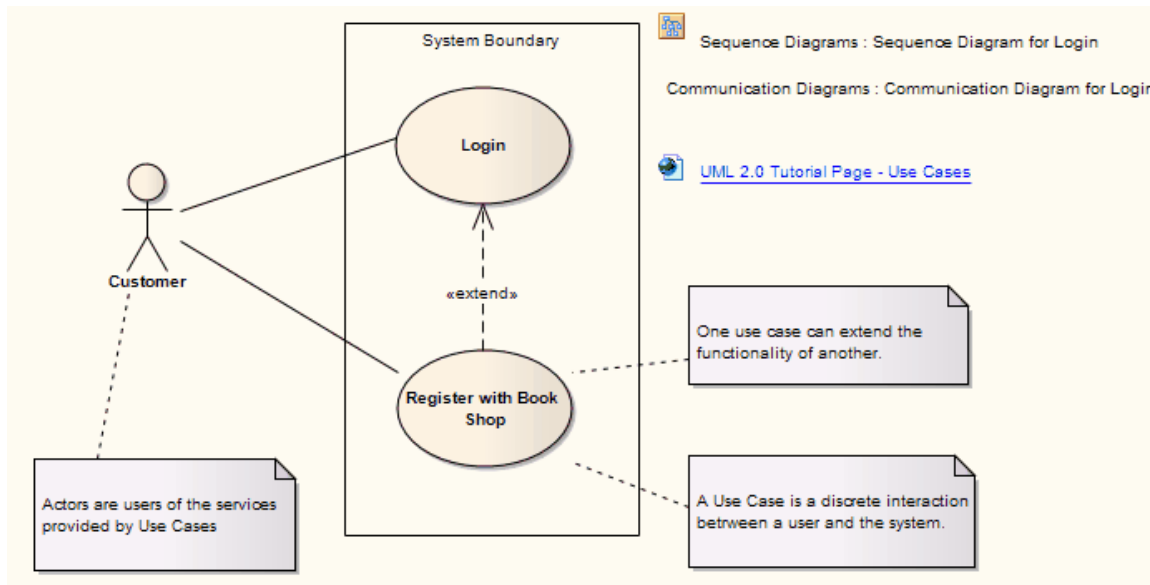 System Boundary
Sequence Diagrams : Sequence Diagram for Login
Communication Diagrams : Communication Diagram for Login
Login
UML 2.0 Tutorial Page - Use Cases
Customer
«extend»
One use case can extend the
functionality of another.
Register with Book
Shop
Actors are users of the services
provided by Use Cases
A Use Case is a discrete interaction
betrween a user and the system.